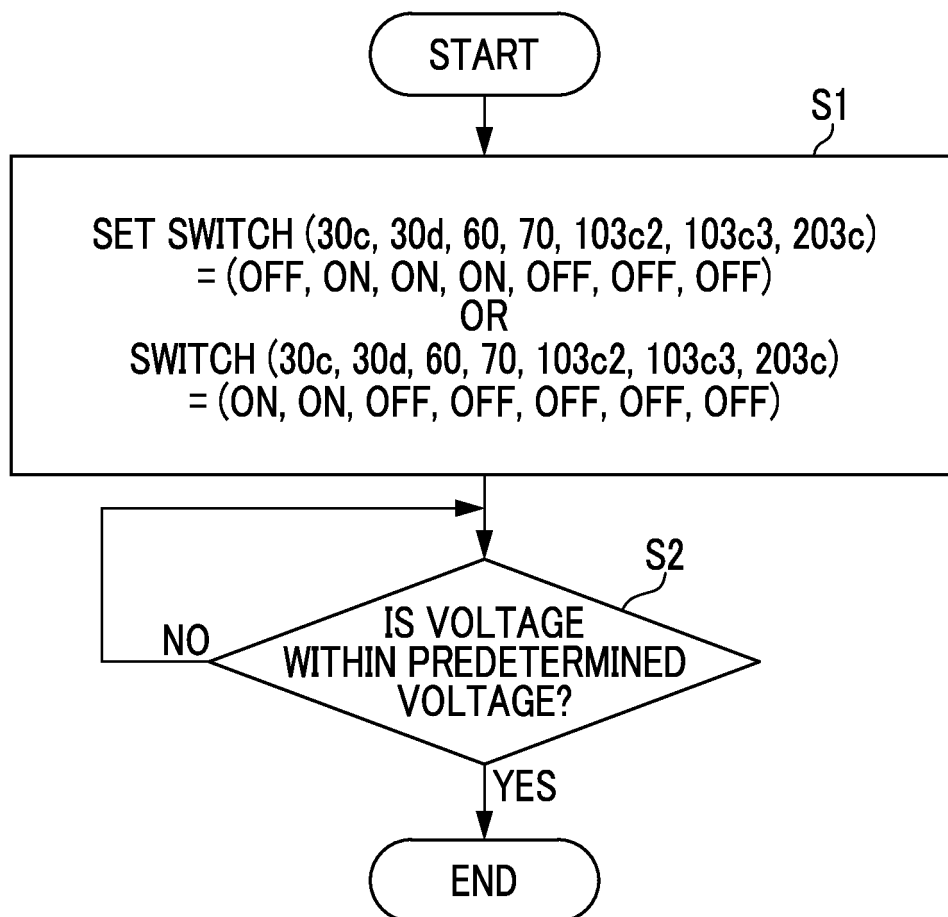 START
S1
SET SWITCH (30c, 30d, 60, 70, 103c2, 103c3, 203c)
= (OFF, ON, ON, ON, OFF, OFF, OFF)
OR
SWITCH (30c, 30d, 60, 70, 103c2, 103c3, 203c)
= (ON, ON, OFF, OFF, OFF, OFF, OFF)
S2
IS VOLTAGE
WITHIN PREDETERMINED
VOLTAGE?
NO
YES
END